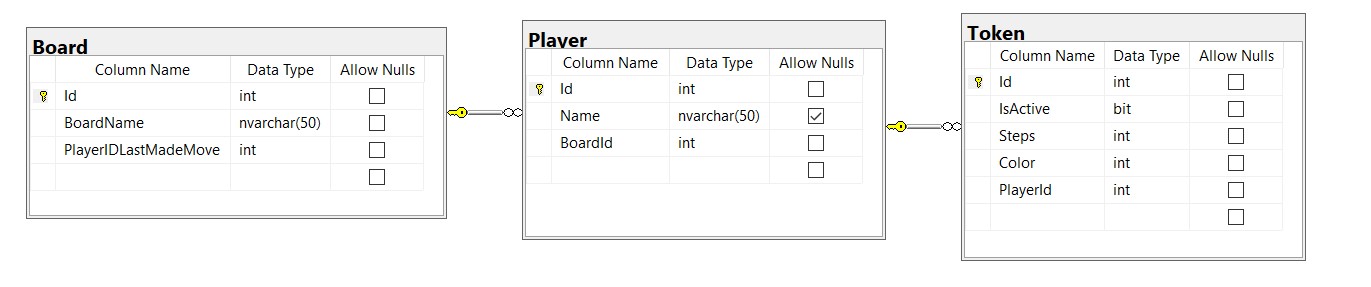 Board
Column Name Data Type Allow Nulls
Id int
BoardName nvarchar(50)
PlayerIDLastMadeMove int
Player
Column Name Data Type Allow Nulls
Id int
Name nvarchar(50)
BoardId int
Token
Column Name Data Type Allow Nulls
Id int
IsActive bit
Steps int
Color int
PlayerId int